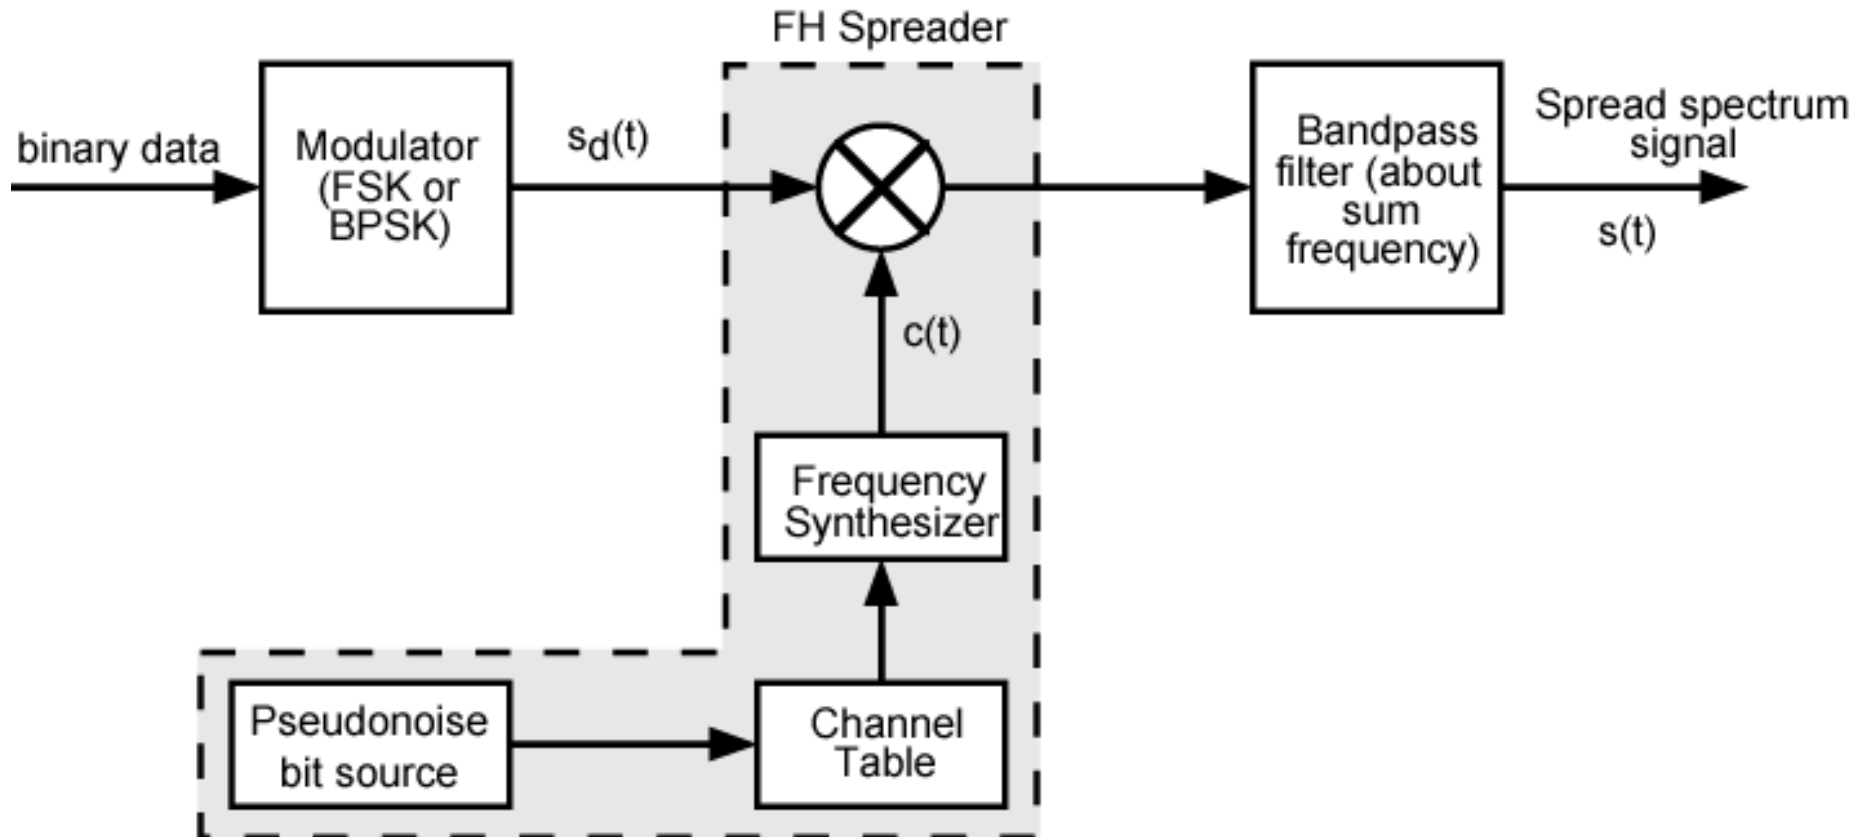 FH Spreader
binary data
Modulator
(FSK or
BPSK)
s_d(t)
Bandpass
filter (about
sum
frequency)
Spread spectrum
signal
s(t)
c(t)
Frequency
Synthesizer
Pseudonoise
bit source
Channel
Table